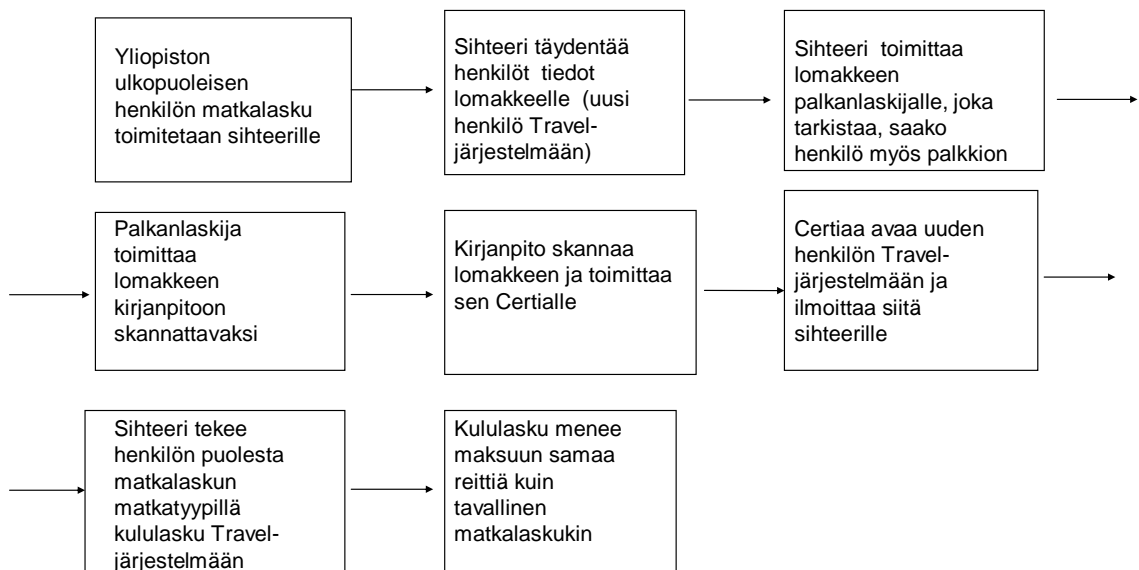 Yliopiston
ulkopuoleisen
henkilön matkalasku
toimitetaan sihteerille
Sihteeri täydentää
henkilöt tiedot
lomakkeelle (uusi
henkilö Travel-
järjestelmään)
Sihteeri toimittaa
lomakkeen
palkanlaskijalle, joka
tarkistaa, saako
henkilö myös palkkion
Palkanlaskija
toimittaa
lomakkeen
kirjanpitoon
skannattavaksi
Kirjanpito skannaa
lomakkeen ja toimittaa
sen Certialle
Certiaa avaa uuden
henkilön Travel-
järjestelmään ja
ilmoittaa siitä
sihteerille
Sihteeri tekee
henkilön puolesta
matkalaskun
matkatyypillä
kululasku Travel-
järjestelmään
Kululasku menee
maksuun samaa
reittiä kuin
tavallinen
matkalaskukin